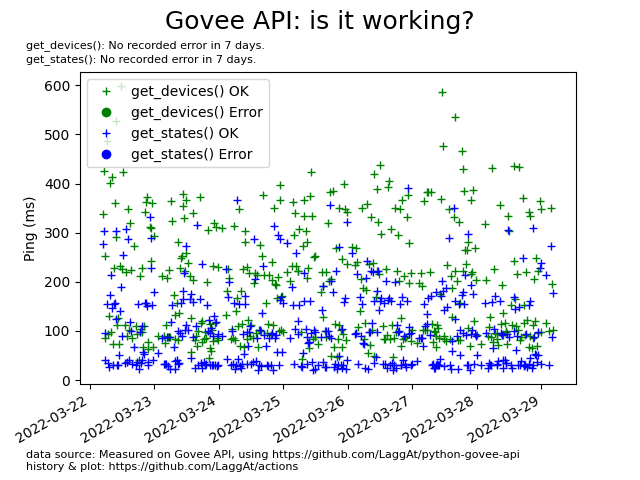 Govee API: is it working?
get_devices(): No recorded error in 7 days.
get_states(): No recorded error in 7 days.
600
500
400
300
200
100
0
Ping (ms)
get_devices() OK
get_devices() Error
get_states() OK
get_states() Error
2022-03-22
2022-03-23
2022-03-24
2022-03-25
2022-03-26
2022-03-27
2022-03-28
2022-03-29
data source: Measured on Govee API, using https://github.com/LaggAt/python-govee-api
history & plot: https://github.com/LaggAt/actions